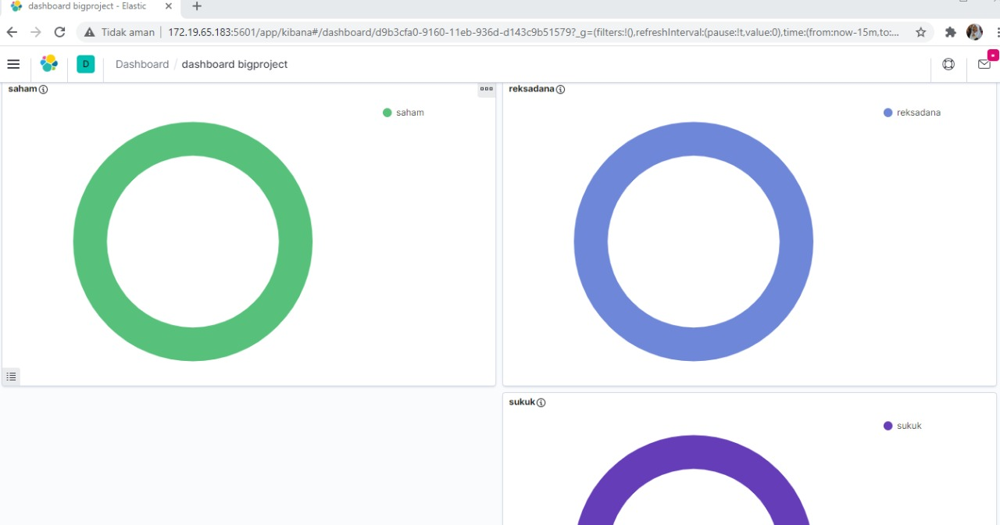 dashboard bigproject - Elastic
Tidak aman | 172.19.65.183:5601/app/kibana#/dashboard/d9b3cfa0-9160-11eb-936d-d143c9b51579?_g=(filters:!(),refreshInterval:(pause:!t,value:0),time:(from:now-15m,to:...
D Dashboard / dashboard bigproject
saham
saham
reksadana
reksadana
sukuk
sukuk